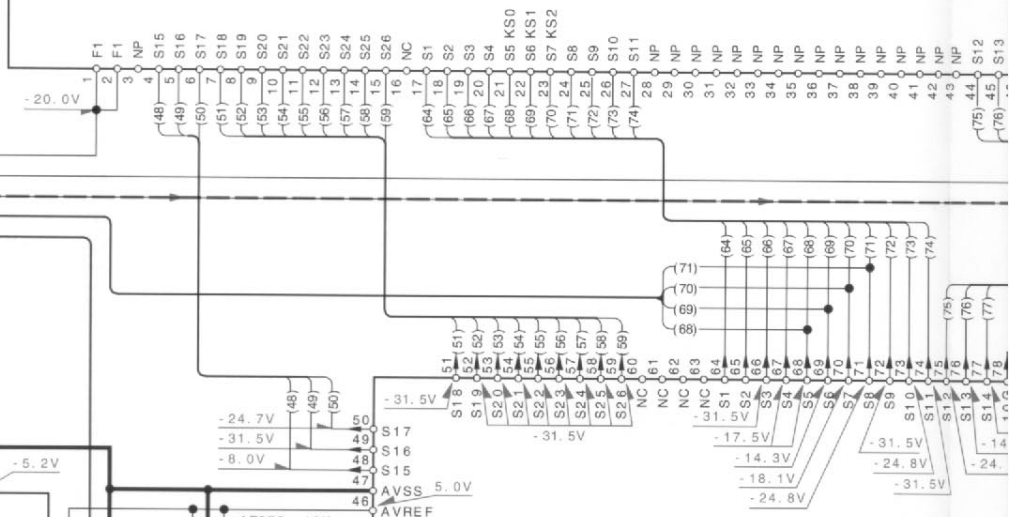 F1 F1 NP S15 S16 S17 S18 S19 S20 S21 S22 S23 S24 S25 S26 NC S1 S2 S3 S4 S5 KS0 S6 KS1 S7 KS2 S8 S9 S10 S11 NP NP NP NP NP NP NP NP NP NP NP NP NP NP NP NP S12 S13
1 2 3 4 5 6 7 8 9 10 11 12 13 14 15 16 17 18 19 20 21 22 23 24 25 26 27 28 29 30 31 32 33 34 35 36 37 38 39 40 41 42 43 44 45
-20.0V
(48) (49) (50) (51) (52) (53) (54) (55) (56) (57) (58) (59) (64) (65) (66) (67) (68) (69) (70) (71) (72) (73) (74) (75) (76)
(64) (65) (66) (67) (68) (69) (70) (71) (72) (73) (74)
(71)
(70)
(69)
(68)
(75) (76) (77)
51) (52) (53) (54) (55) (56) (57) (58) (59)
51 52 53 54 55 56 57 58 59 60 61 62 63 64 65 66 67 68 69 70 71 72 73 74 75 76 77 78
S18 S19 S20 S21 S22 S23 S24 S25 S26 NC NC NC NC S1 S2 S3 S4 S5 S6 S7 S8 S9 S10 S11 S12 S13 S14
-31.5V
-31.5V
-31.5V
-17.5V
-14.3V
-18.1V
-24.8V
-31.5V
-24.8V
-31.5V
-14
-24.
(48) (49) (50)
-24.7V 50 S17
-31.5V 49 S16
-8.0V 48 S15
47 AVSS 5.0V
46 AVREF
-5.2V